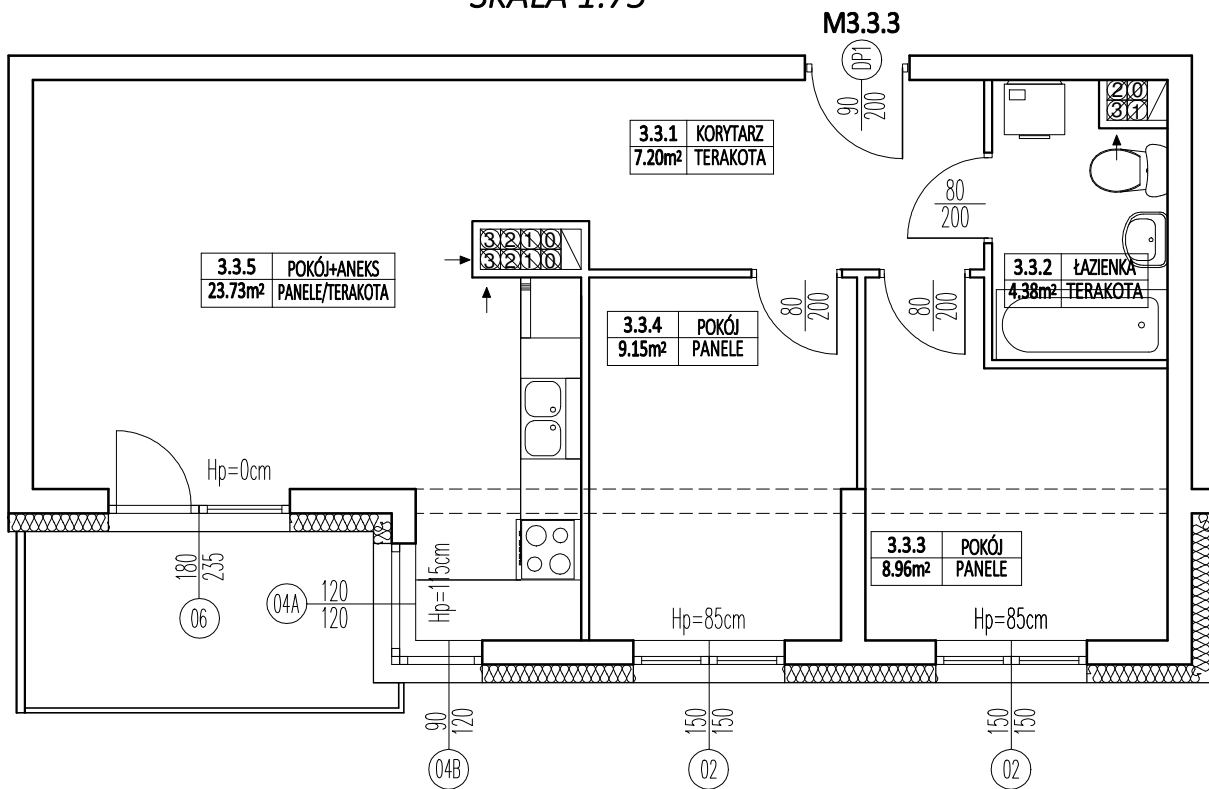 SKALA 1:75
M3.3.3
DP1
90
200
3.3.1 KORYTARZ
7.20m² TERAKOTA
2 0
3 1
80
200
3 2 1 0
3 2 1 0
3.3.5 POKÓJ+ANEKS
23.73m² PANELE/TERAKOTA
3.3.2 ŁAZIENKA
4.38m² TERAKOTA
80
200
80
200
3.3.4 POKÓJ
9.15m² PANELE
Hp=0cm
180
235
06
04A
120
120
Hp=115cm
3.3.3 POKÓJ
8.96m² PANELE
Hp=85cm
Hp=85cm
90
120
04B
150
150
02
150
150
02